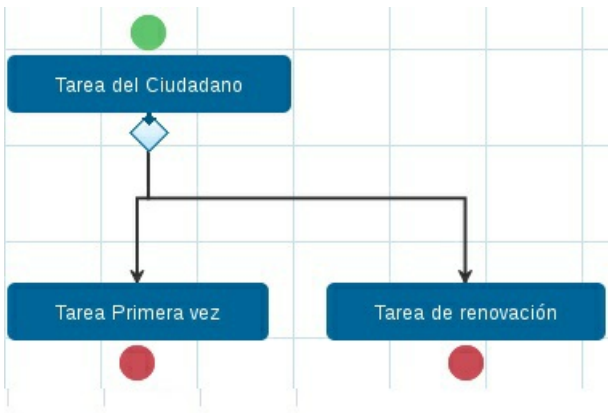 Tarea del Ciudadano
Tarea Primera vez
Tarea de renovación